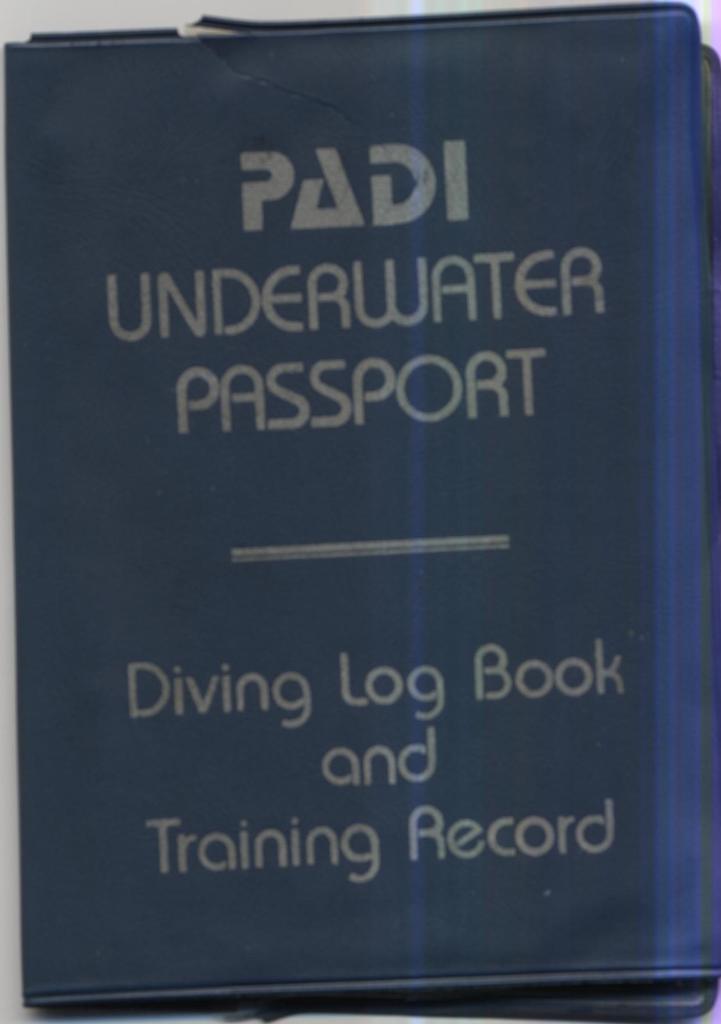 PADI
UNDERWATER
PASSPORT
Diving Log Book
and
Training Record